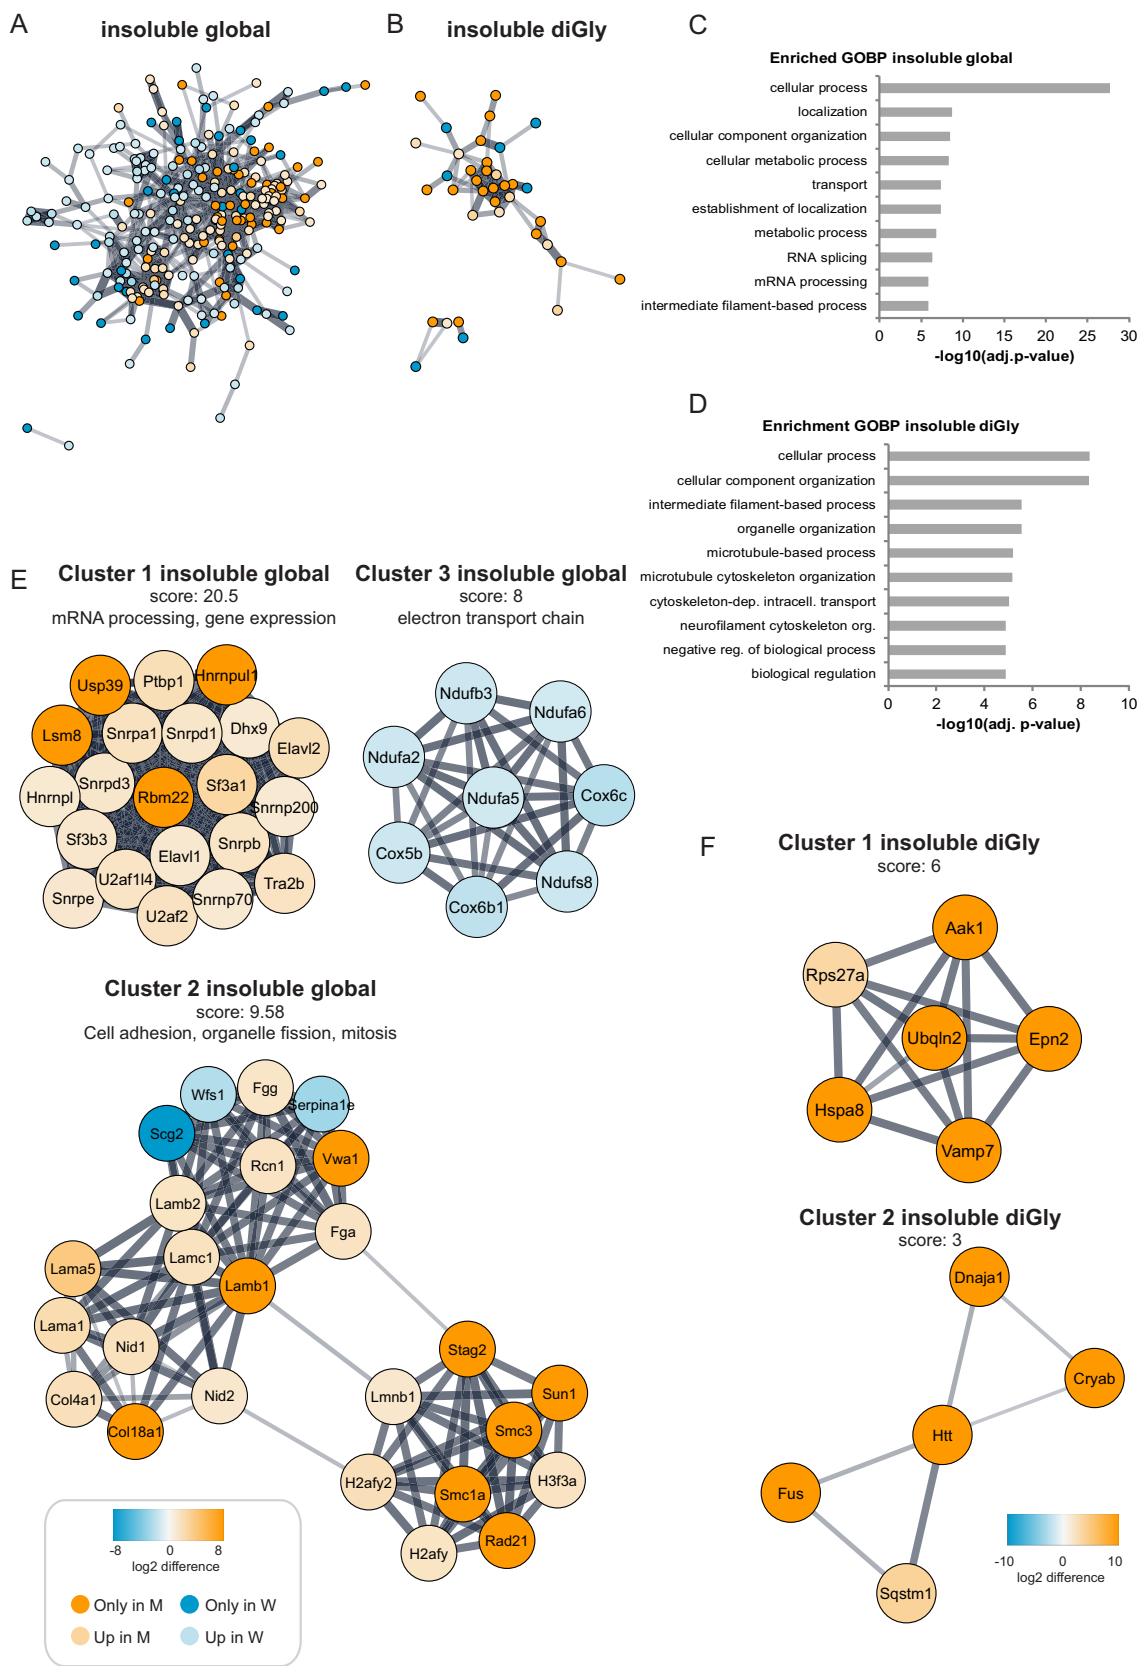 A
insoluble global
B
insoluble diGly
C
Enriched GOBP insoluble global
cellular process
localization
cellular component organization
cellular metabolic process
transport
establishment of localization
metabolic process
RNA splicing
mRNA processing
intermediate filament-based process
0 5 10 15 20 25 30
-log10(adj.p-value)
D
Enrichment GOBP insoluble diGly
cellular process
cellular component organization
intermediate filament-based process
organelle organization
microtubule-based process
microtubule cytoskeleton organization
cytoskeleton-dep. intracell. transport
neurofilament cytoskeleton org.
negative reg. of biological process
biological regulation
0 2 4 6 8 10
-log10(adj. p-value)
E
Cluster 1 insoluble global
score: 20.5
mRNA processing, gene expression
Usp39
Ptbp1
Hnrnpul1
Lsm8
Snrpa1
Snrpd1
Dhx9
Elavl2
Hnrnpl
Snrpd3
Rbm22
Sf3a1
Snrnp200
Sf3b3
Elavl1
Snrpb
Snrpe
U2af1l4
U2af2
Snrnp70
Tra2b
Cluster 3 insoluble global
score: 8
electron transport chain
Ndufb3
Ndufa6
Ndufa2
Ndufa5
Cox6c
Cox5b
Cox6b1
Ndufs8
Cluster 2 insoluble global
score: 9.58
Cell adhesion, organelle fission, mitosis
Wfs1
Fgg
Serpina1e
Scg2
Rcn1
Vwa1
Lamb2
Fga
Lamc1
Lama5
Lamb1
Lama1
Nid1
Col4a1
Nid2
Col18a1
Stag2
Lmnb1
Sun1
Smc3
H2afy2
Smc1a
H3f3a
H2afy
Rad21
-8 0 8
log2 difference
Only in M
Only in W
Up in M
Up in W
F
Cluster 1 insoluble diGly
score: 6
Aak1
Rps27a
Ubqln2
Epn2
Hspa8
Vamp7
Cluster 2 insoluble diGly
score: 3
Dnaja1
Cryab
Htt
Fus
Sqstm1
-10 0 10
log2 difference